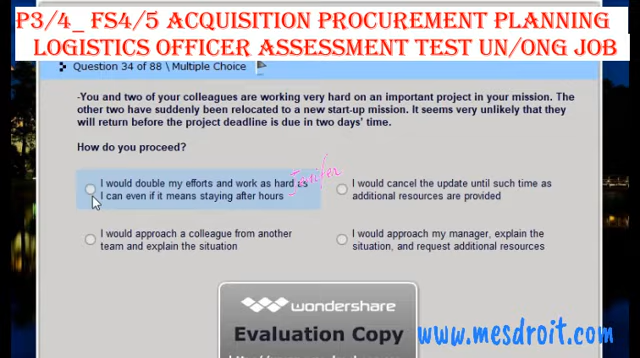 P3/4_ FS4/5 ACQUISITION PROCUREMENT PLANNING
LOGISTICS OFFICER ASSESSMENT TEST UN/ONG JOB
Question 34 of 88 \ Multiple Choice
-You and two of your colleagues are working very hard on an important project in your mission. The
other two have suddenly been relocated to a new start-up mission. It seems very unlikely that they
will return before the project deadline is due in two days' time.
How do you proceed?
I would double my efforts and work as hard as
I can even if it means staying after hours
Jenifer
I would cancel the update until such time as
additional resources are provided
I would approach a colleague from another
team and explain the situation
I would approach my manager, explain the
situation, and request additional resources
wondershare
Evaluation Copy
www.mesdroit.com